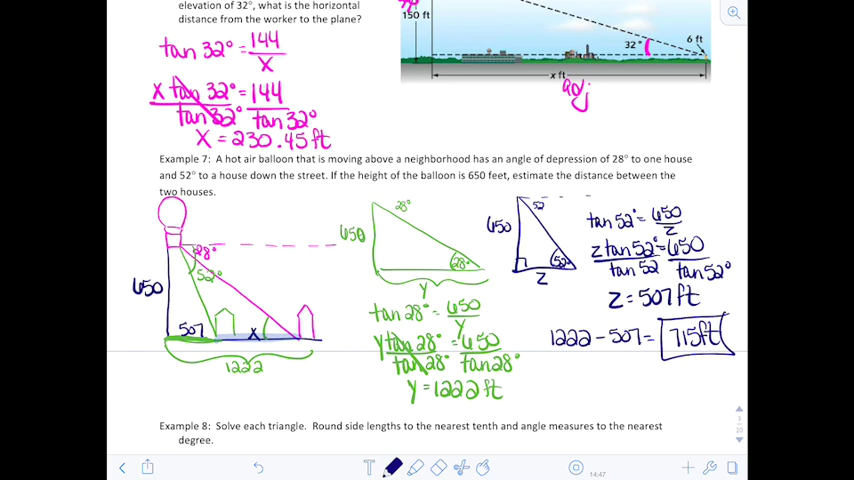 elevation of 32°, what is the horizontal
distance from the worker to the plane?
150 ft
32°
6 ft
x ft
adj
tan 32° = 144/x
x tan 32° = 144
tan 32° tan 32°
x = 230.45 ft
Example 7: A hot air balloon that is moving above a neighborhood has an angle of depression of 28° to one house
and 52° to a house down the street. If the height of the balloon is 650 feet, estimate the distance between the
two houses.
28°
52°
650
507
x
1222
28°
650
28°
y
tan 28° = 650/y
y tan 28° = 650
tan 28° tan 28°
y = 1222 ft
52
650
52°
z
tan 52° = 650/z
z tan 52° = 650
tan 52 tan 52°
z = 507 ft
1222 - 507 = 715 ft
Example 8: Solve each triangle. Round side lengths to the nearest tenth and angle measures to the nearest
degree.
T
14:47